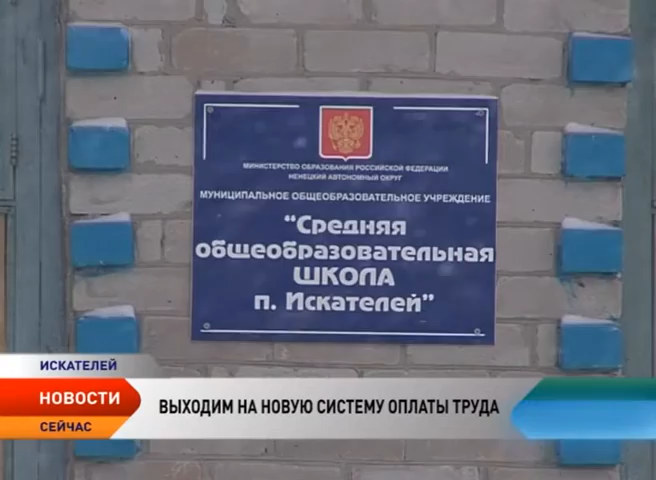 МИНИСТЕРСТВО ОБРАЗОВАНИЯ РОССИЙСКОЙ ФЕДЕРАЦИИ
НЕНЕЦКИЙ АВТОНОМНЫЙ ОКРУГ
МУНИЦИПАЛЬНОЕ ОБЩЕОБРАЗОВАТЕЛЬНОЕ УЧРЕЖДЕНИЕ
“Средняя
общеобразовательная
ШКОЛА
п. Искателей”
ИСКАТЕЛЕЙ
НОВОСТИ
СЕЙЧАС
ВЫХОДИМ НА НОВУЮ СИСТЕМУ ОПЛАТЫ ТРУДА